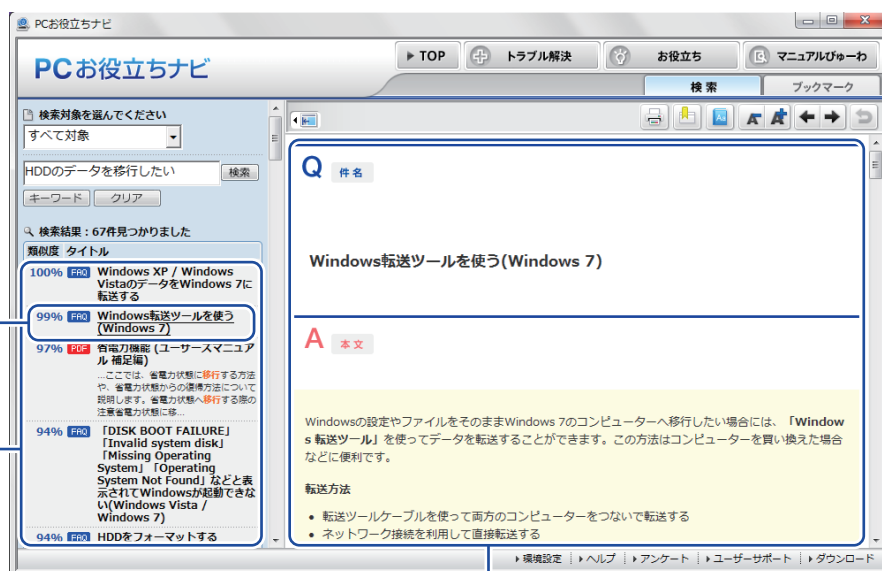 PCお役立ちナビ
PCお役立ちナビ
TOP
トラブル解決
お役立ち
マニュアルびゅーわ
検索
ブックマーク
検索対象を選んでください
すべて対象
HDDのデータを移行したい
検索
キーワード
クリア
検索結果：67件見つかりました
類似度 タイトル
100% FAQ Windows XP / Windows
VistaのデータをWindows 7に
転送する
99% FAQ Windows転送ツールを使う
(Windows 7)
97% PDF 省電力機能 (ユーザーズマニュア
ル 補足編)
...ここでは、省電力状態に移行する方法
や、省電力状態からの復帰方法について
説明します。省電力状態へ移行する際の
注意省電力状態に移...
94% FAQ 「DISK BOOT FAILURE」
「Invalid system disk」
「Missing Operating
System」「Operating
System Not Found」などと表
示されてWindowsが起動できな
い(Windows Vista /
Windows 7)
94% FAQ HDDをフォーマットする
Q 件名
Windows転送ツールを使う(Windows 7)
A 本文
Windowsの設定やファイルをそのままWindows 7のコンピューターへ移行したい場合には、「Window
s 転送ツール」を使ってデータを転送することができます。この方法はコンピューターを買い換えた場合
などに便利です。
転送方法
• 転送ツールケーブルを使って両方のコンピューターをつないで転送する
• ネットワーク接続を利用して直接転送する
環境設定 ヘルプ アンケート ユーザーサポート ダウンロード